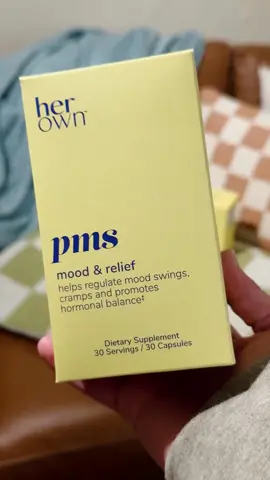 her
own™
pms
mood & relief
helps regulate mood swings,
cramps and promotes
hormonal balance‡
Dietary Supplement
30 Servings / 30 Capsules